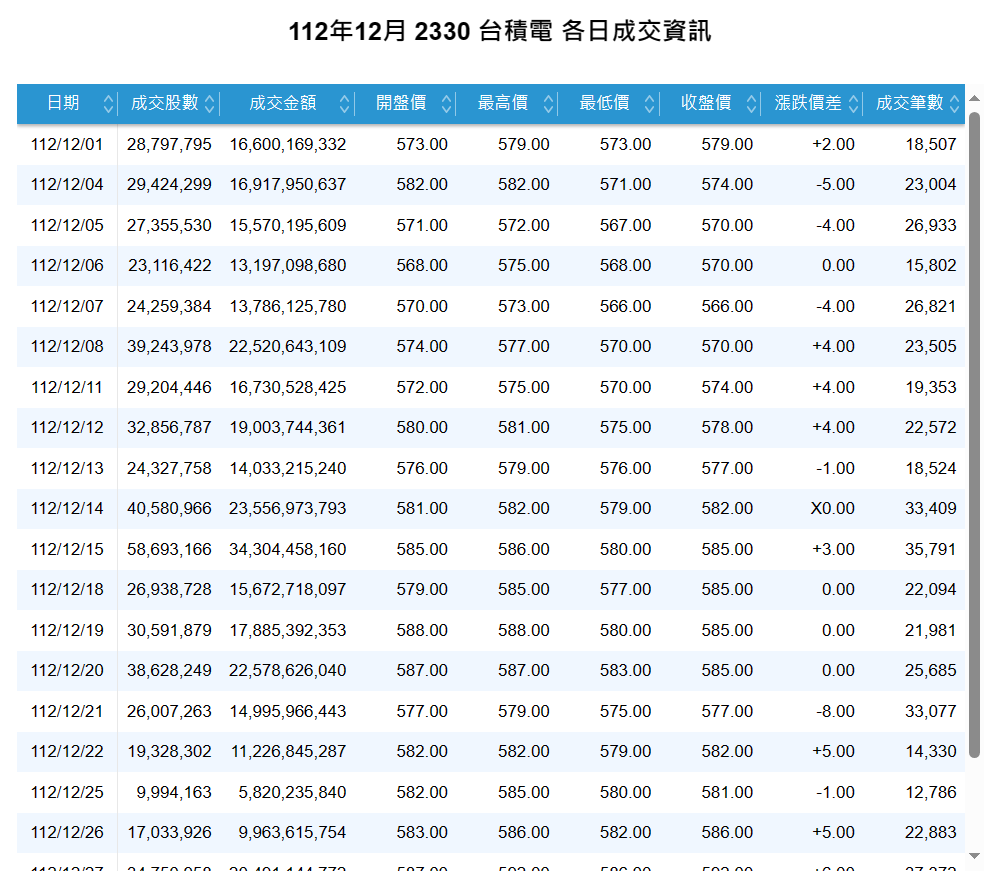 112年12月 2330 台積電 各日成交資訊
日期 成交股數 成交金額 開盤價 最高價 最低價 收盤價 漲跌價差 成交筆數
112/12/01 28,797,795 16,600,169,332 573.00 579.00 573.00 579.00 +2.00 18,507
112/12/04 29,424,299 16,917,950,637 582.00 582.00 571.00 574.00 -5.00 23,004
112/12/05 27,355,530 15,570,195,609 571.00 572.00 567.00 570.00 -4.00 26,933
112/12/06 23,116,422 13,197,098,680 568.00 575.00 568.00 570.00 0.00 15,802
112/12/07 24,259,384 13,786,125,780 570.00 573.00 566.00 566.00 -4.00 26,821
112/12/08 39,243,978 22,520,643,109 574.00 577.00 570.00 570.00 +4.00 23,505
112/12/11 29,204,446 16,730,528,425 572.00 575.00 570.00 574.00 +4.00 19,353
112/12/12 32,856,787 19,003,744,361 580.00 581.00 575.00 578.00 +4.00 22,572
112/12/13 24,327,758 14,033,215,240 576.00 579.00 576.00 577.00 -1.00 18,524
112/12/14 40,580,966 23,556,973,793 581.00 582.00 579.00 582.00 X0.00 33,409
112/12/15 58,693,166 34,304,458,160 585.00 586.00 580.00 585.00 +3.00 35,791
112/12/18 26,938,728 15,672,718,097 579.00 585.00 577.00 585.00 0.00 22,094
112/12/19 30,591,879 17,885,392,353 588.00 588.00 580.00 585.00 0.00 21,981
112/12/20 38,628,249 22,578,626,040 587.00 587.00 583.00 585.00 0.00 25,685
112/12/21 26,007,263 14,995,966,443 577.00 579.00 575.00 577.00 -8.00 33,077
112/12/22 19,328,302 11,226,845,287 582.00 582.00 579.00 582.00 +5.00 14,330
112/12/25 9,994,163 5,820,235,840 582.00 585.00 580.00 581.00 -1.00 12,786
112/12/26 17,033,926 9,963,615,754 583.00 586.00 582.00 586.00 +5.00 22,883